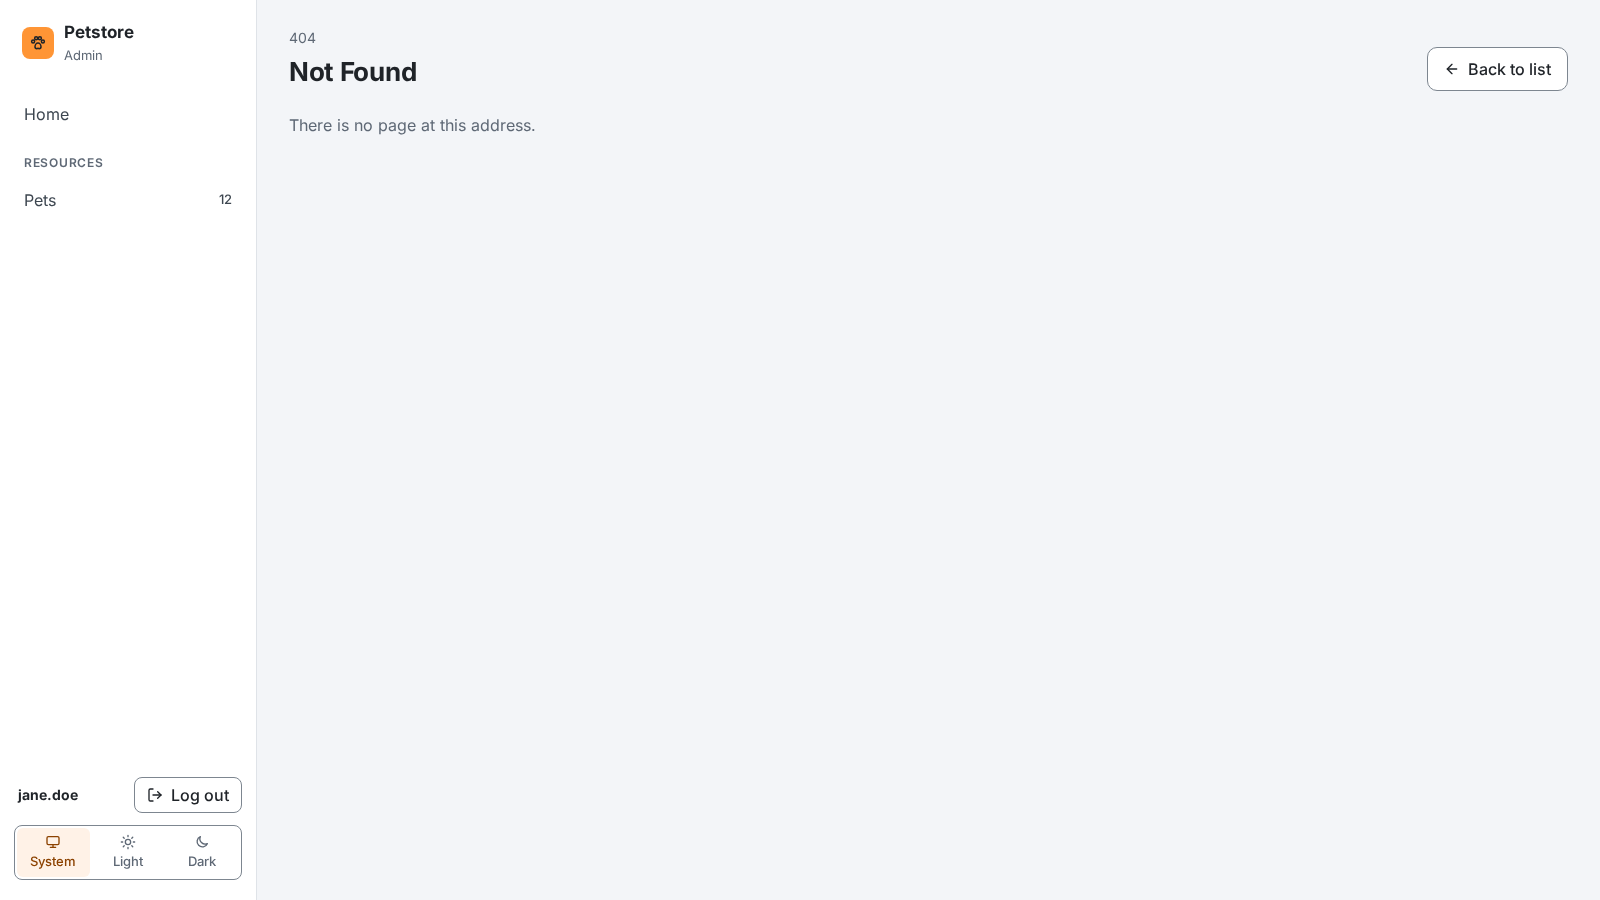 Petstore
Admin
Home
RESOURCES
Pets 12
jane.doe
Log out
System Light Dark
404
Not Found
Back to list
There is no page at this address.